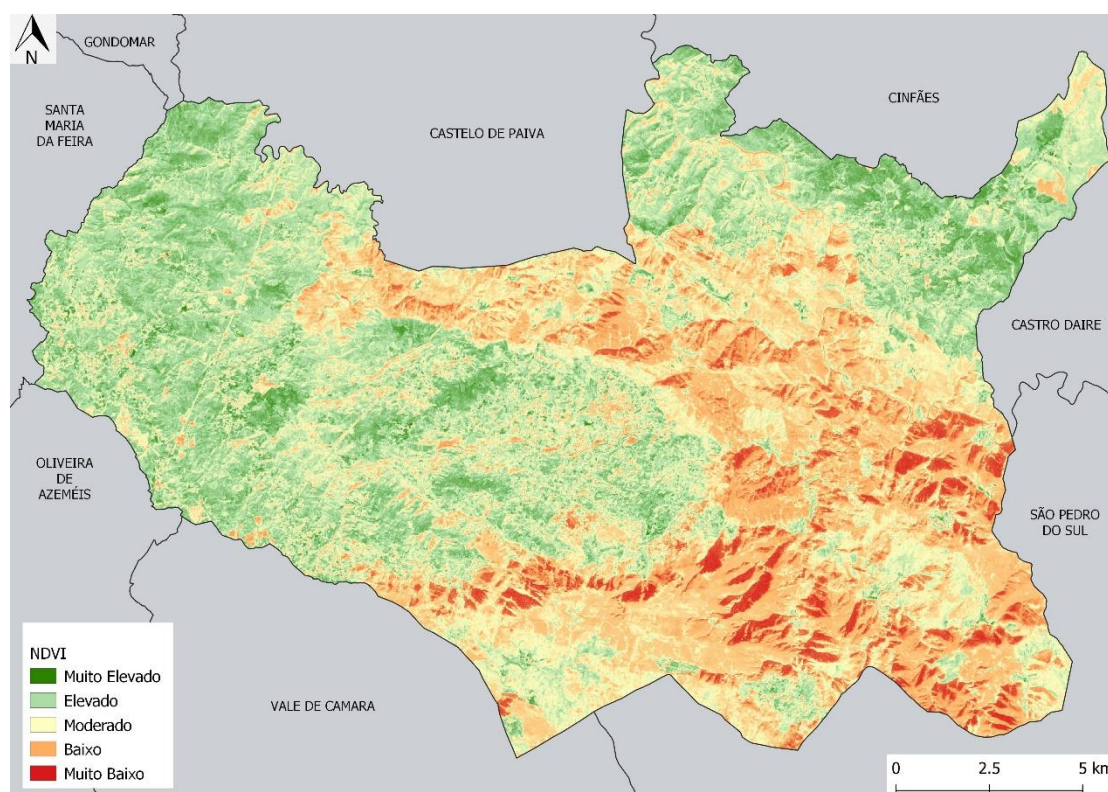 N
GONDOMAR
SANTA
MARIA
DA FEIRA
CASTELO DE PAIVA
CINFÃES
CASTRO DAIRE
OLIVEIRA
DE
AZEMÉIS
SÃO PEDRO
DO SUL
VALE DE CAMARA
NDVI
Muito Elevado
Elevado
Moderado
Baixo
Muito Baixo
0 2.5 5 km